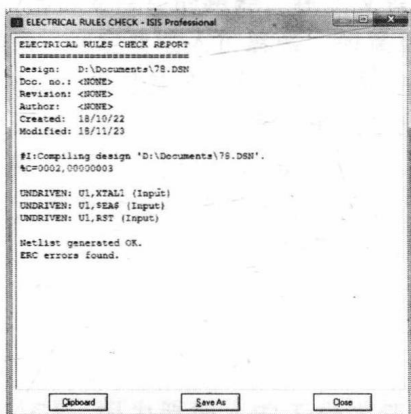 ELECTRICAL RULES CHECK - ISIS Professional
ELECTRICAL RULES CHECK REPORT
=============================
Design: D:\Documents\78.DSN
Doc. no.: <NONE>
Revision: <NONE>
Author: <NONE>
Created: 18/10/22
Modified: 18/11/23
#I:Compiling design 'D:\Documents\78.DSN'.
%C=0002,00000003
UNDRIVEN: U1,XTAL1 (Input)
UNDRIVEN: U1,$EA$ (Input)
UNDRIVEN: U1,RST (Input)
Netlist generated OK.
ERC errors found.
Clipboard Save As Close